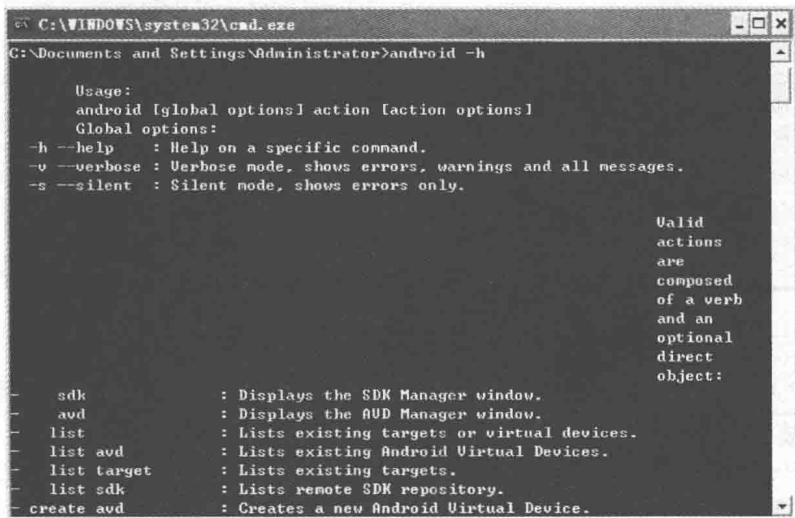 C:\WINDOWS\system32\cmd.exe
C:\Documents and Settings\Administrator>android -h
Usage:
android [global options] action [action options]
Global options:
-h --help : Help on a specific command.
-v --verbose : Verbose mode, shows errors, warnings and all messages.
-s --silent : Silent mode, shows errors only.
Valid
actions
are
composed
of a verb
and an
optional
direct
object:
- sdk : Displays the SDK Manager window.
- avd : Displays the AVD Manager window.
- list : Lists existing targets or virtual devices.
- list avd : Lists existing Android Virtual Devices.
- list target : Lists existing targets.
- list sdk : Lists remote SDK repository.
- create avd : Creates a new Android Virtual Device.